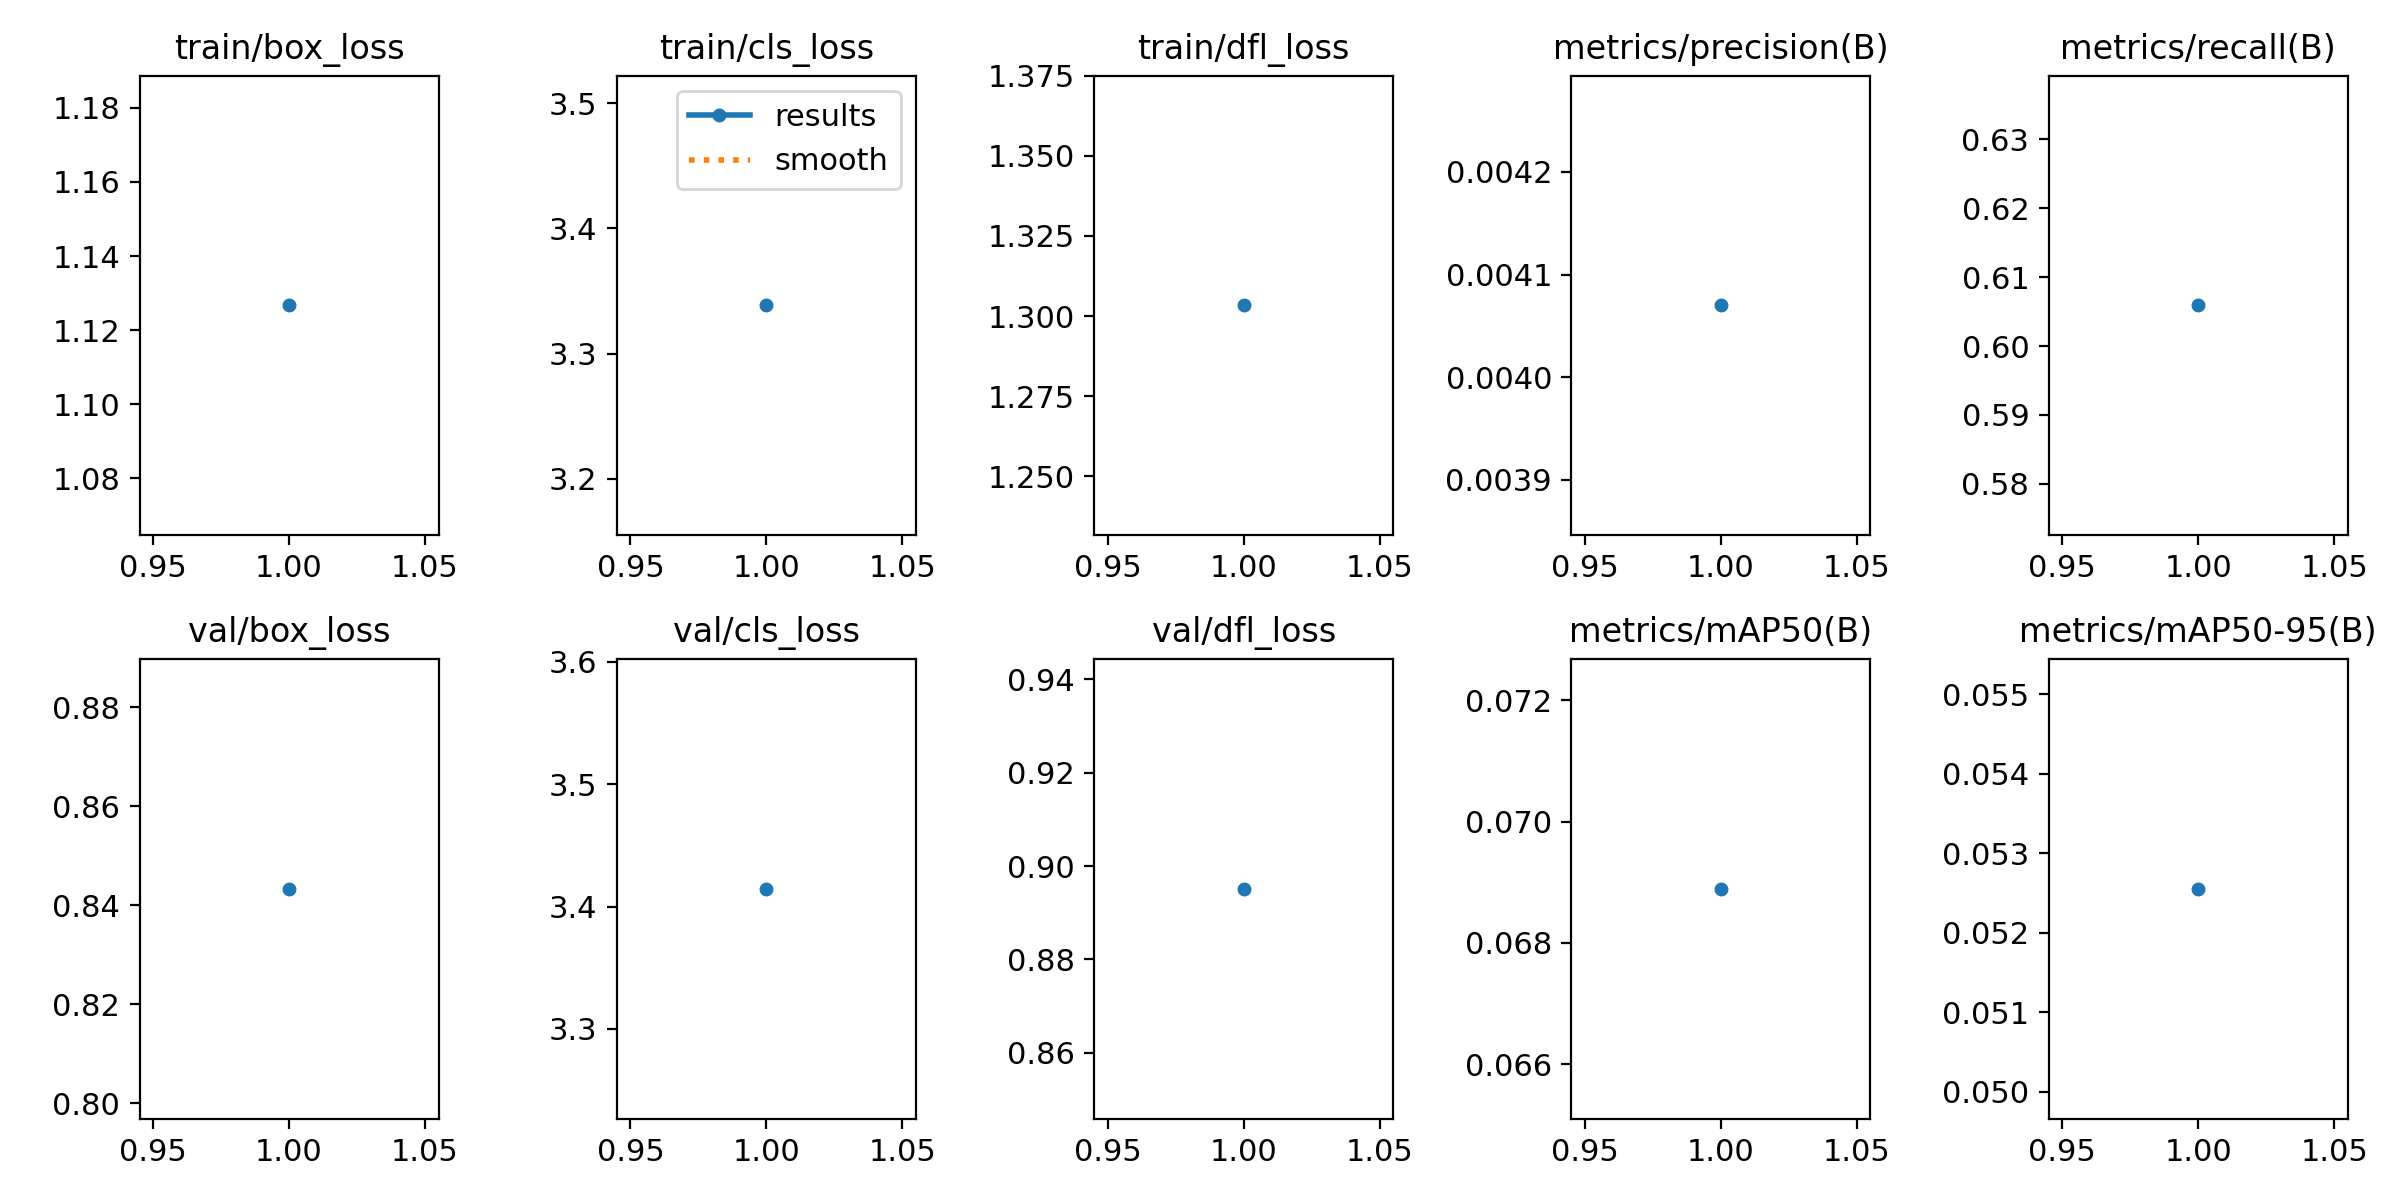 train/box_loss
1.18
1.16
1.14
1.12
1.10
1.08
0.95 1.00 1.05
train/cls_loss
results
smooth
3.5
3.4
3.3
3.2
0.95 1.00 1.05
train/dfl_loss
1.375
1.350
1.325
1.300
1.275
1.250
0.95 1.00 1.05
metrics/precision(B)
0.0042
0.0041
0.0040
0.0039
0.95 1.00 1.05
metrics/recall(B)
0.63
0.62
0.61
0.60
0.59
0.58
0.95 1.00 1.05
val/box_loss
0.88
0.86
0.84
0.82
0.80
0.95 1.00 1.05
val/cls_loss
3.6
3.5
3.4
3.3
0.95 1.00 1.05
val/dfl_loss
0.94
0.92
0.90
0.88
0.86
0.95 1.00 1.05
metrics/mAP50(B)
0.072
0.070
0.068
0.066
0.95 1.00 1.05
metrics/mAP50-95(B)
0.055
0.054
0.053
0.052
0.051
0.050
0.95 1.00 1.05